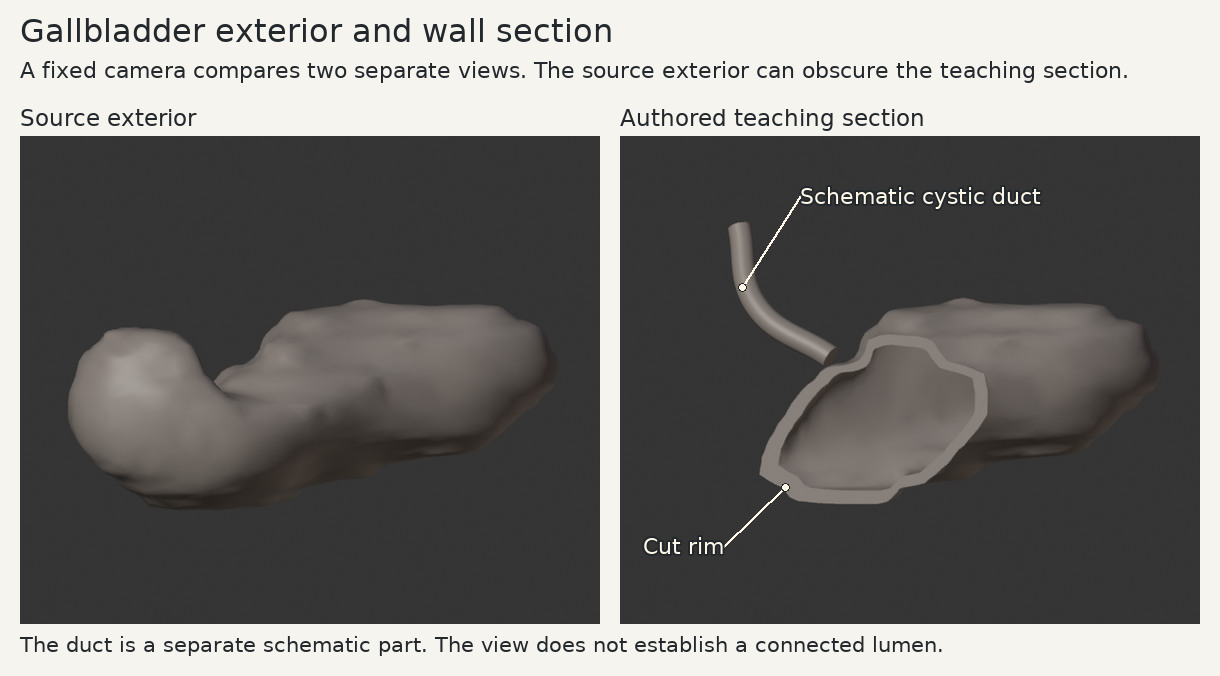 Gallbladder exterior and wall section
A fixed camera compares two separate views. The source exterior can obscure the teaching section.
Source exterior
Authored teaching section
Schematic cystic duct
Cut rim
The duct is a separate schematic part. The view does not establish a connected lumen.